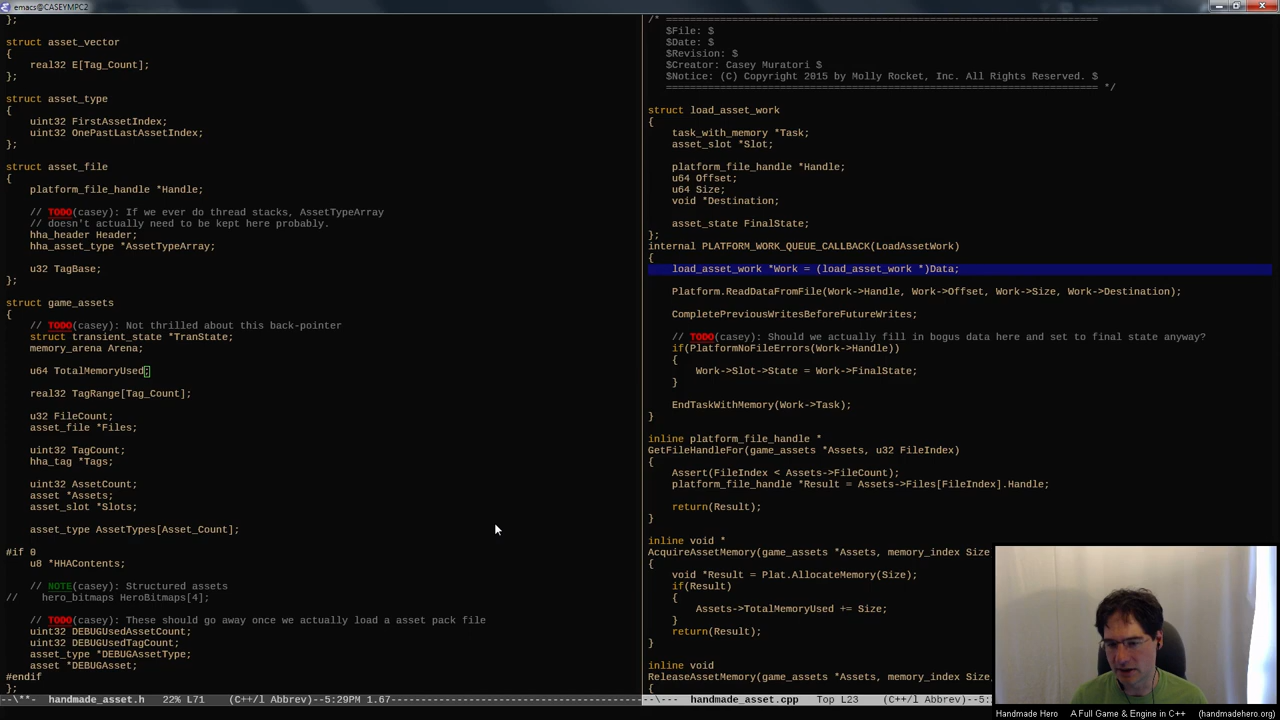 emacs@CASEYMPC2
};
struct asset_vector
{
real32 E[Tag_Count];
};
struct asset_type
{
uint32 FirstAssetIndex;
uint32 OnePastLastAssetIndex;
};
struct asset_file
{
platform_file_handle *Handle;
// TODO(casey): If we ever do thread stacks, AssetTypeArray
// doesn't actually need to be kept here probably.
hha_header Header;
hha_asset_type *AssetTypeArray;
u32 TagBase;
};
struct game_assets
{
// TODO(casey): Not thrilled about this back-pointer
struct transient_state *TranState;
memory_arena Arena;
u64 TotalMemoryUsed;
real32 TagRange[Tag_Count];
u32 FileCount;
asset_file *Files;
uint32 TagCount;
hha_tag *Tags;
uint32 AssetCount;
asset *Assets;
asset_slot *Slots;
asset_type AssetTypes[Asset_Count];
#if 0
u8 *HHAContents;
// NOTE(casey): Structured assets
// hero_bitmaps HeroBitmaps[4];
// TODO(casey): These should go away once we actually load a asset pack file
uint32 DEBUGUsedAssetCount;
uint32 DEBUGUsedTagCount;
asset_type *DEBUGAssetType;
asset *DEBUGAsset;
#endif
};
--\**-  handmade_asset.h  22% L71  (C++/l Abbrev)--5:29PM 1.67
/* ========================================================================
$File: $
$Date: $
$Revision: $
$Creator: Casey Muratori $
$Notice: (C) Copyright 2015 by Molly Rocket, Inc. All Rights Reserved. $
======================================================================== */
struct load_asset_work
{
task_with_memory *Task;
asset_slot *Slot;
platform_file_handle *Handle;
u64 Offset;
u64 Size;
void *Destination;
asset_state FinalState;
};
internal PLATFORM_WORK_QUEUE_CALLBACK(LoadAssetWork)
{
load_asset_work *Work = (load_asset_work *)Data;
Platform.ReadDataFromFile(Work->Handle, Work->Offset, Work->Size, Work->Destination);
CompletePreviousWritesBeforeFutureWrites;
// TODO(casey): Should we actually fill in bogus data here and set to final state anyway?
if(PlatformNoFileErrors(Work->Handle))
{
Work->Slot->State = Work->FinalState;
}
EndTaskWithMemory(Work->Task);
}
inline platform_file_handle *
GetFileHandleFor(game_assets *Assets, u32 FileIndex)
{
Assert(FileIndex < Assets->FileCount);
platform_file_handle *Result = Assets->Files[FileIndex].Handle;
return(Result);
}
inline void *
AcquireAssetMemory(game_assets *Assets, memory_index Size
{
void *Result = Plat.AllocateMemory(Size);
if(Result)
{
Assets->TotalMemoryUsed += Size;
}
return(Result);
}
inline void
ReleaseAssetMemory(game_assets *Assets, memory_index Size,
{
--\---  handmade_asset.cpp  Top L23  (C++/l Abbrev)--5:
Handmade Hero  A Full Game & Engine in C++  (handmadehero.org)